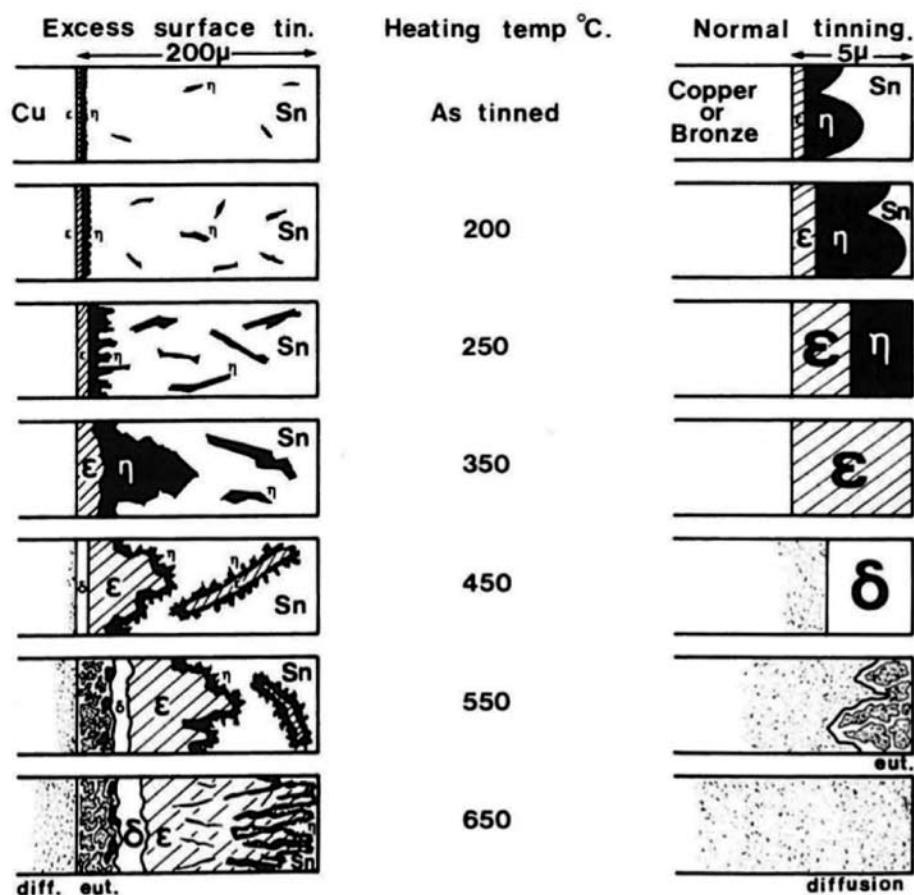 Excess surface tin. Heating temp °C. Normal tinning.
200μ 5μ
Cu ε η η Sn As tinned Copper or Bronze ε η Sn
ε η η Sn 200 ε η Sn
ε η η Sn 250 ε η
ε η η Sn 350 ε
δ ε η η Sn 450 δ
δ ε η Sn 550
eut.
δ ε η Sn 650
diff. eut. diffusion